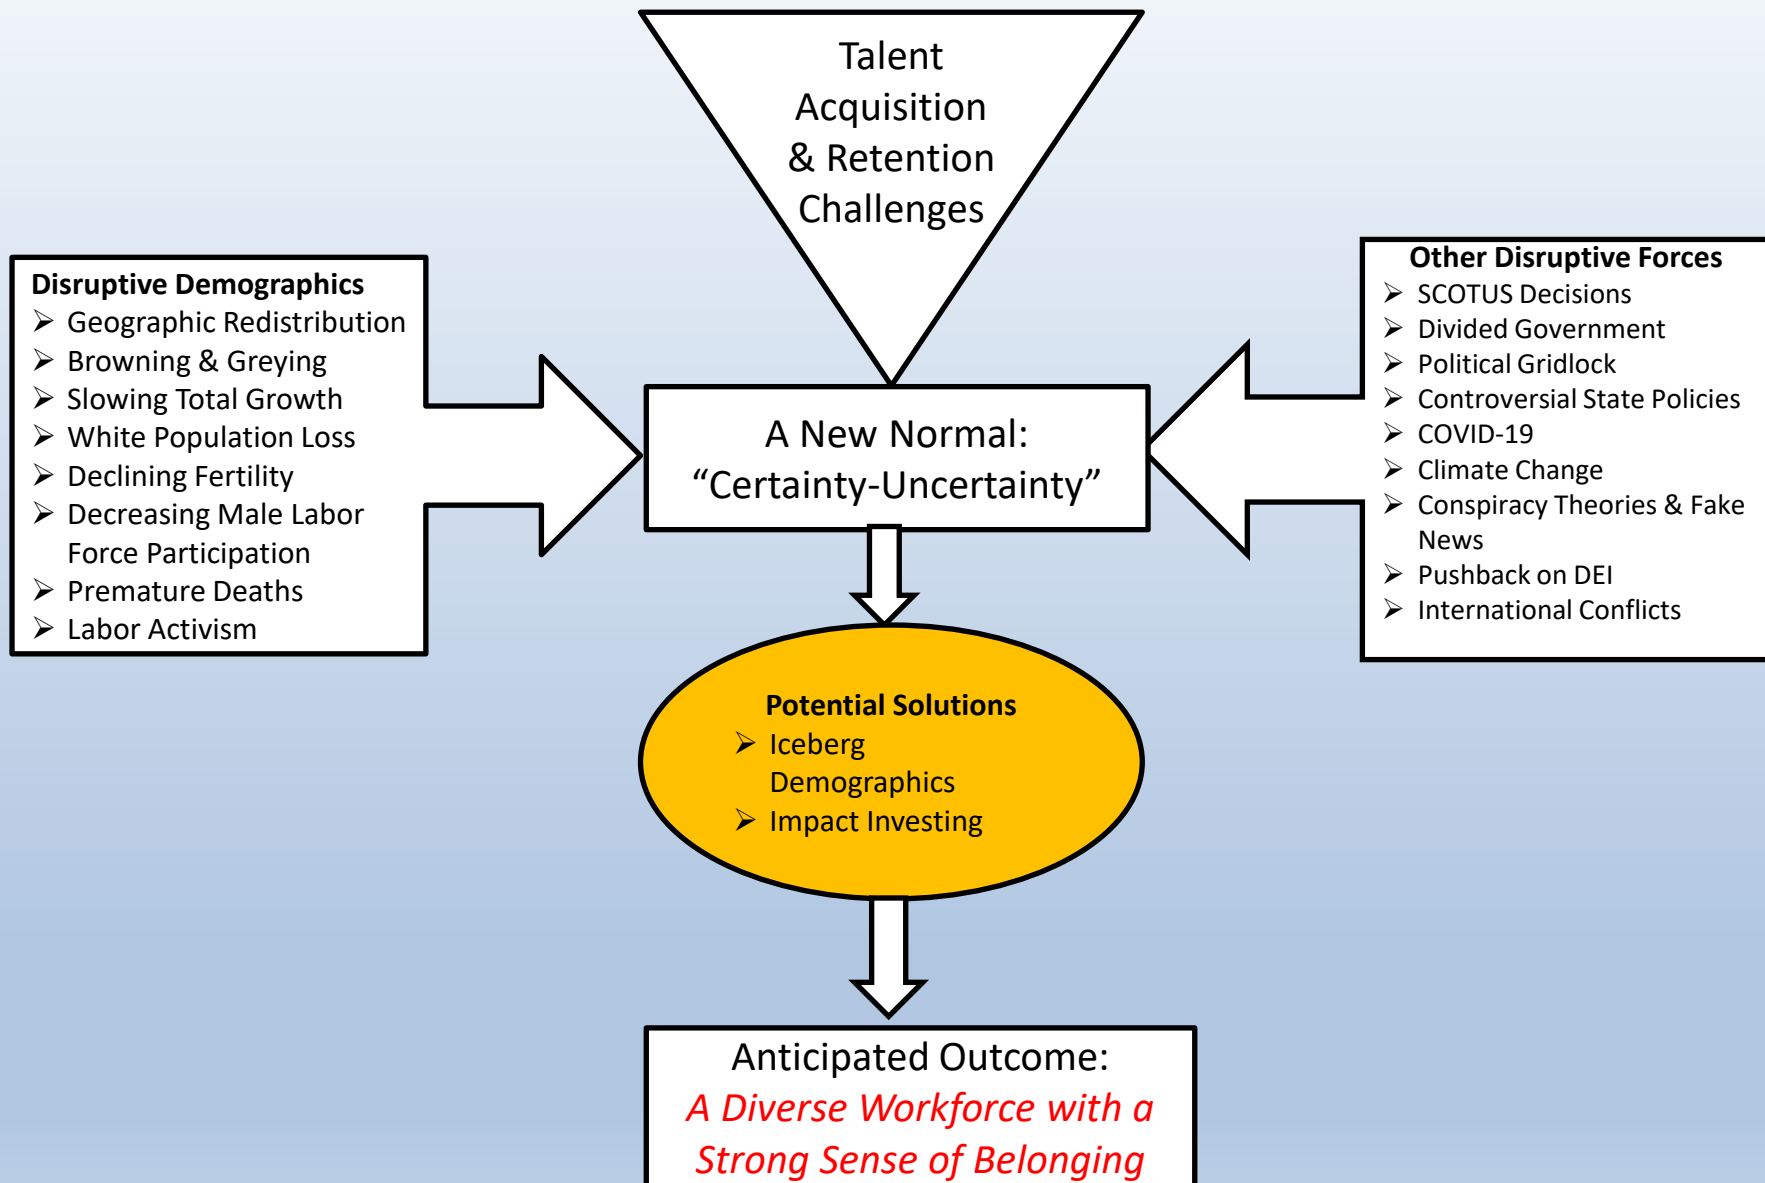 Talent
Acquisition
& Retention
Challenges
Disruptive Demographics
➢ Geographic Redistribution
➢ Browning & Greying
➢ Slowing Total Growth
➢ White Population Loss
➢ Declining Fertility
➢ Decreasing Male Labor
Force Participation
➢ Premature Deaths
➢ Labor Activism
A New Normal:
“Certainty-Uncertainty”
Other Disruptive Forces
➢ SCOTUS Decisions
➢ Divided Government
➢ Political Gridlock
➢ Controversial State Policies
➢ COVID-19
➢ Climate Change
➢ Conspiracy Theories & Fake
News
➢ Pushback on DEI
➢ International Conflicts
Potential Solutions
➢ Iceberg
Demographics
➢ Impact Investing
Anticipated Outcome:
A Diverse Workforce with a
Strong Sense of Belonging